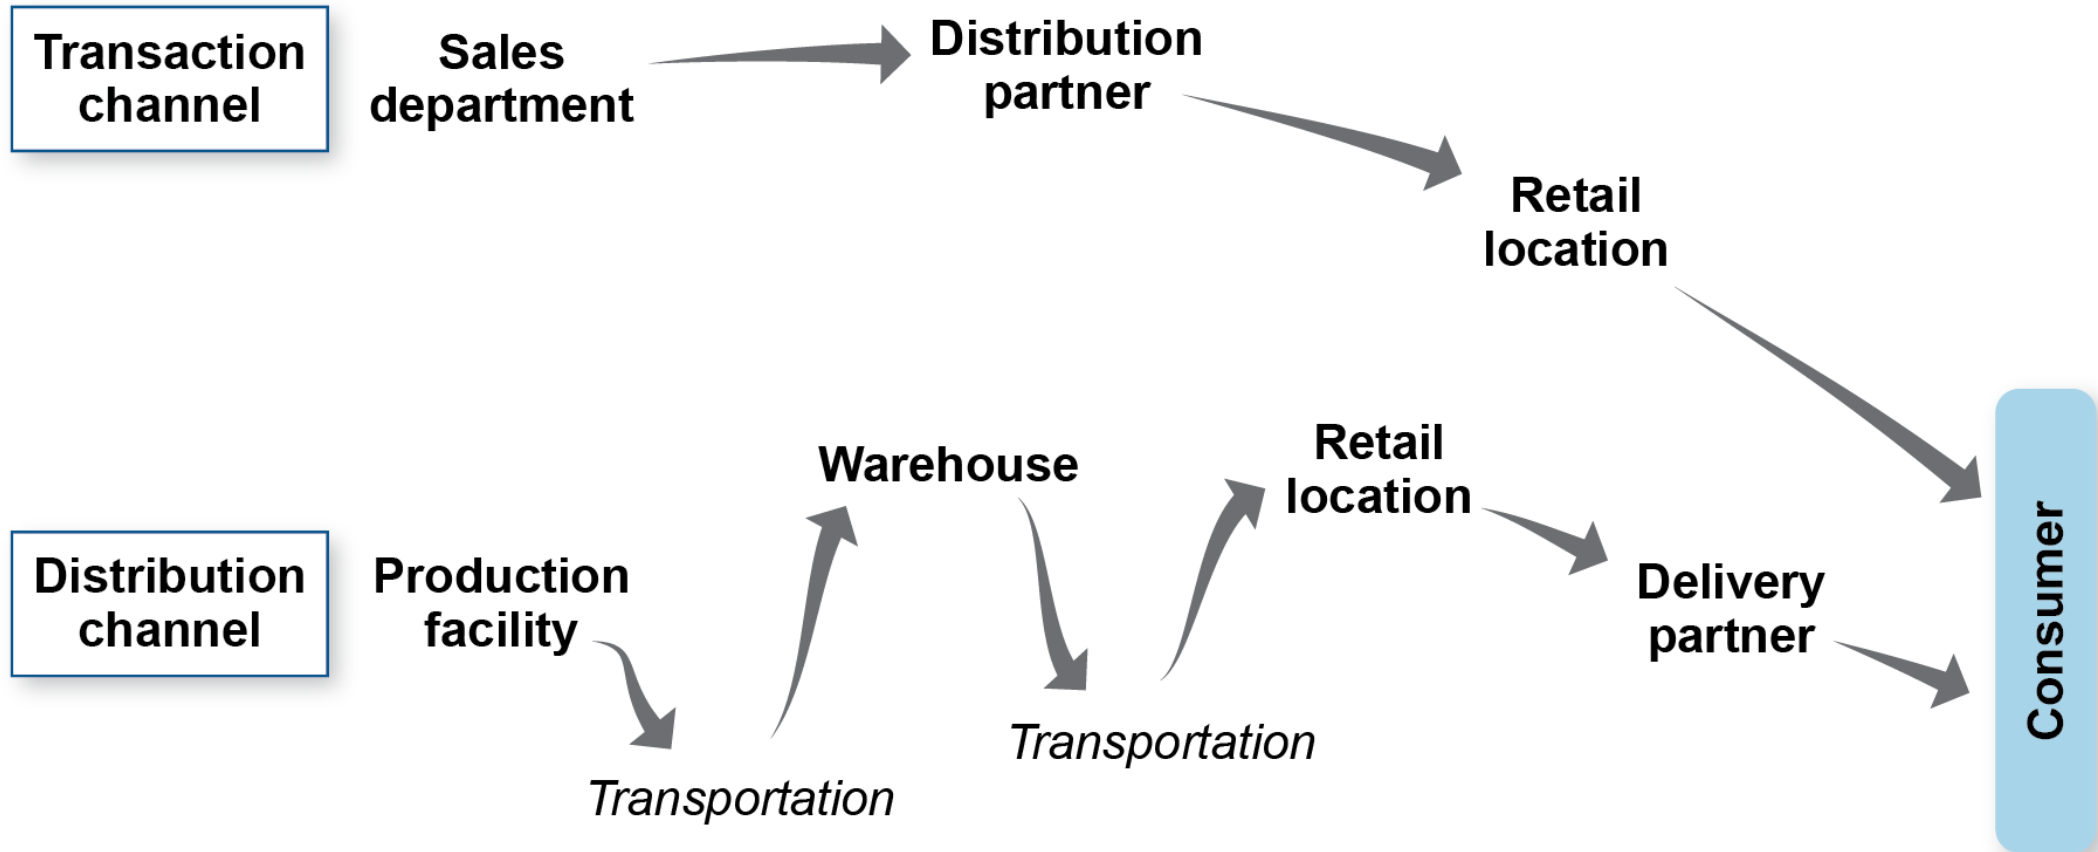 Transaction
channel
Sales
department
Distribution
partner
Retail
location
Distribution
channel
Production
facility
Transportation
Warehouse
Transportation
Retail
location
Delivery
partner
Consumer